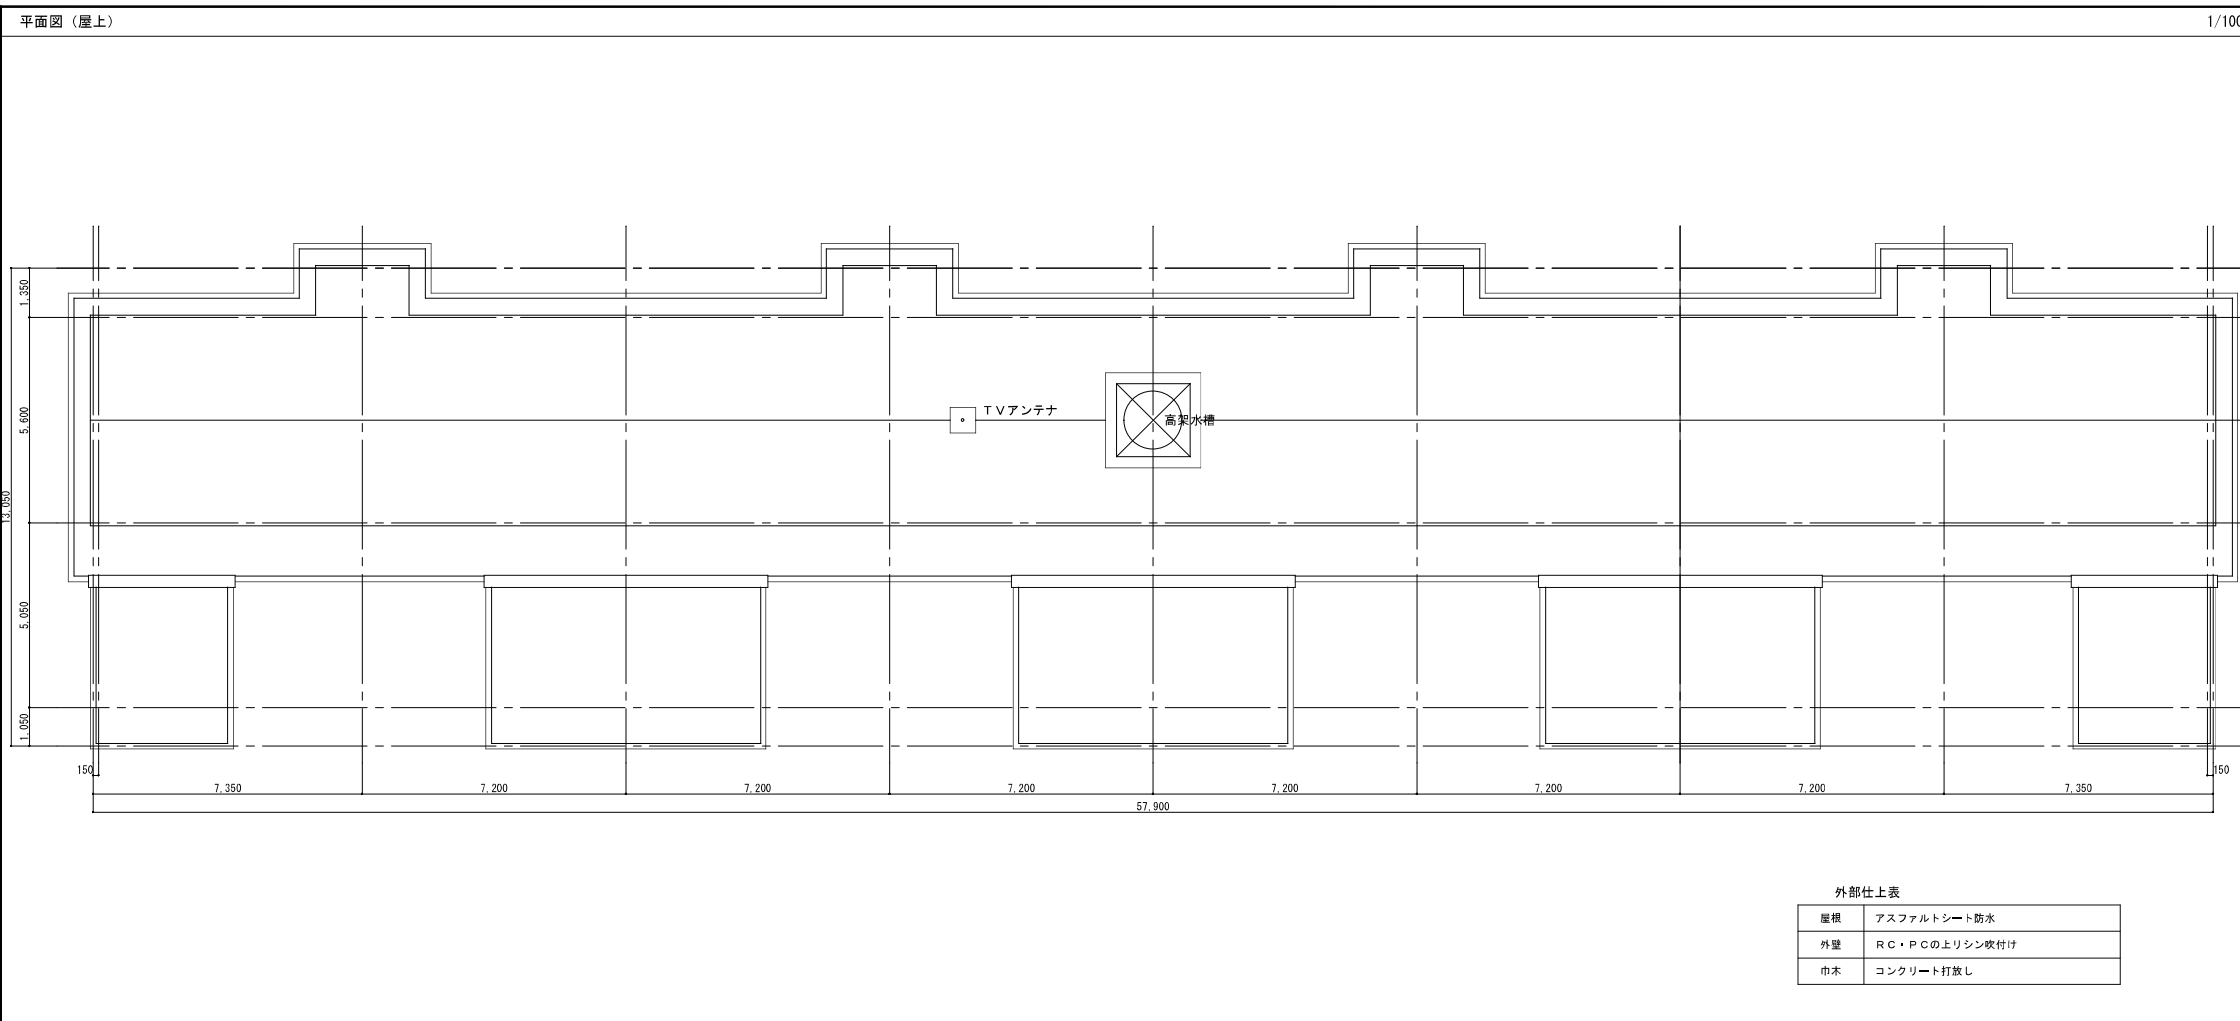 平面図（屋上）
1/100
1,350
5,600
13,050
5,050
1,050
TVアンテナ
高架水槽
150
150
7,350
7,200
7,200
7,200
7,200
7,200
7,200
7,350
57,900
外部仕上表
屋根 アスファルトシート防水
外壁 RC・PCの上リシン吹付け
巾木 コンクリート打放し